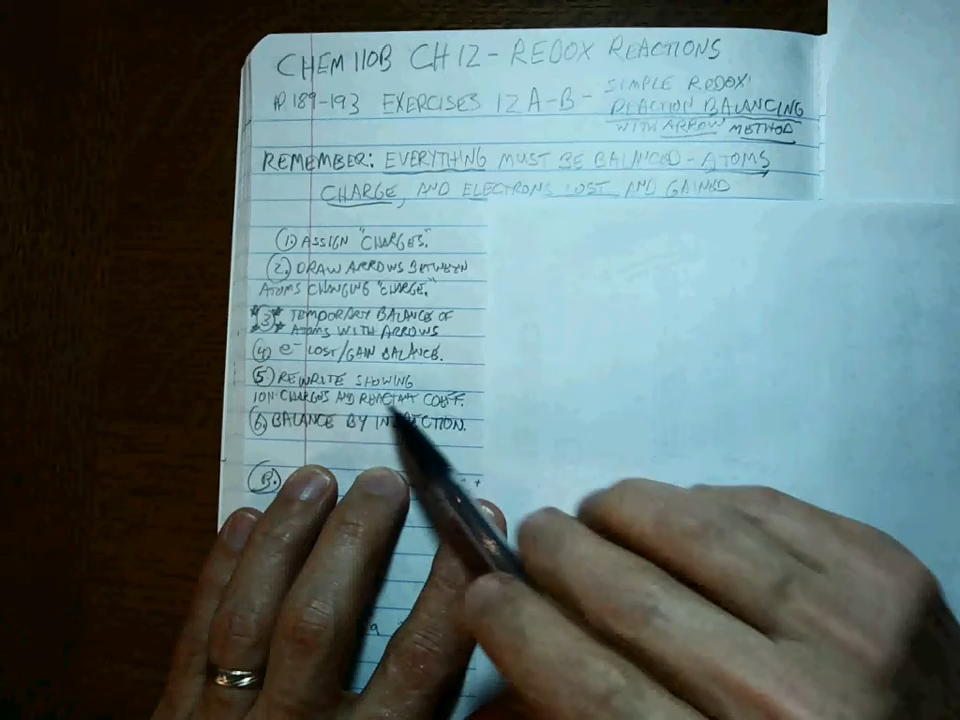 CHEM 110B CH 12 - REDOX REACTIONS
P. 189-193 EXERCISES 12 A-B - SIMPLE REDOX
REACTION BALANCING
WITH ARROW METHOD
REMEMBER: EVERYTHING MUST BE BALANCED - ATOMS
CHARGE, AND ELECTRONS LOST AND GAINED
1. ASSIGN "CHARGES".
2. DRAW ARROWS BETWEEN
ATOMS CHANGING "CHARGE."
*3* TEMPORARY BALANCE OF
* * ATOMS WITH ARROWS
4. e⁻ LOST/GAIN BALANCE.
5. REWRITE SHOWING
ION CHARGES AND REACTANT COEFF.
6. BALANCE BY INSPECTION.
B.